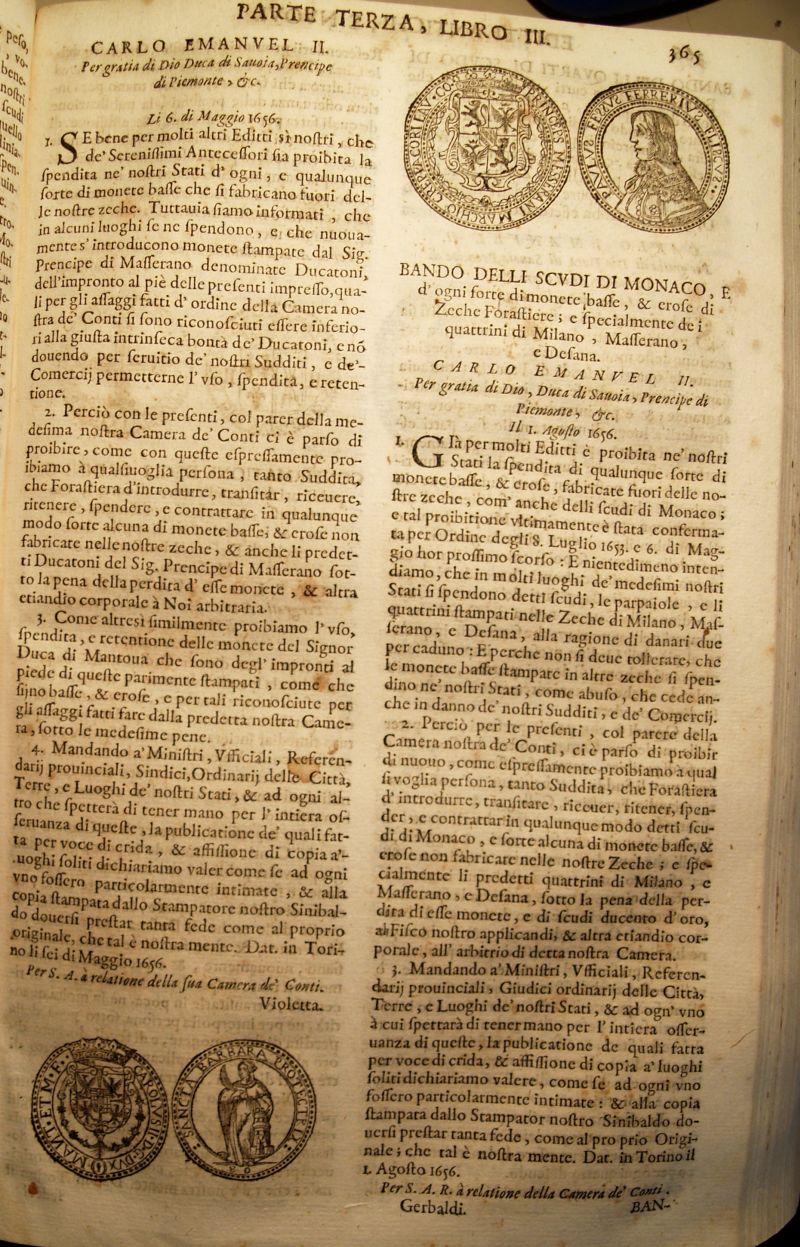 PARTE TERZA, LIBRO III.
365
CARLO EMANVEL II.
Per gratia di Dio Duca di Sauoia, Prencipe
di Piemonte, &c.
Li 6. di Maggio 1656.
1. SE bene per molti altri Editti sì nostri, che
de' Serenissimi Antecessori sia proibita la
spendita ne' nostri Stati d' ogni, e qualunque
sorte di monete basse che si fabricano fuori del-
le nostre zeche. Tuttauia siamo informati, che
in alcuni luoghi se ne spendono, e, che nuoua-
mente s' introducono monete stampate dal Sig.
Prencipe di Masserano denominate Ducatoni,
dell'impronto al piè delle presenti impresso, qua-
li per gli assaggi fatti d' ordine della Camera no-
stra de' Conti si sono riconosciuti essere inferio-
ri alla giusta intrinseca bontà de' Ducatoni, e nō
douendo per seruitio de' nostri Sudditi, e de'
Comercij permetterne l' vso, spendita, e reten-
tione.
2. Perciò con le presenti, col parer della me-
desima nostra Camera de' Conti ci è parso di
proibire, come con queste espressamente pro-
ibiamo à qualsiuoglia persona, tanto Suddita,
che Forastiera d'introdurre, transitar, riceuere,
ritenere, spendere, e contrattare in qualunque
modo sorte alcuna di monete basse, & erose non
fabricate nelle nostre zeche, & anche li predet-
ti Ducatoni del Sig. Prencipe di Masserano sot-
to la pena della perdita d' esse monete, & altra
etiandio corporale à Noi arbitraria.
3. Come altresì similmente proibiamo l' vso,
spendita, e retentione delle monete del Signor
Duca di Mantoua che sono degl' impronti al
piede di queste parimente stampati, come che
sijno basse, & erose, e per tali riconosciute per
gli assaggi fatti fare dalla predetta nostra Came-
ra, sotto le medesime pene.
4. Mandando a' Ministri, Vfficiali, Referen-
darij prouinciali, Sindici, Ordinarij delle Città,
Terre, e Luoghi de' nostri Stati, & ad ogni al-
tro che spetterà di tener mano per l' intiera os-
seruanza di queste, la publicatione de' quali fat-
ta per voce di crida, & affissione di copia a'-
luoghi soliti dichiariamo valer come se ad ogni
vno fossero particolarmente intimate, & alla
copia stampata dallo Stampatore nostro Sinibal-
do douersi prestar tanta fede come al proprio
originale, che tal è nostra mente. Dat. in Tori-
no li sei di Maggio 1656.
Per S. A. à relatione della sua Camera de' Conti.
Violetta.
SANCTA BARBARA
BANDO DELLI SCVDI DI MONACO, E
d' ogni sorte di monete basse, & erose di
Zeche Forastiere; e specialmente de i
quattrini di Milano, Masserano,
e Desana.
CARLO EMANVEL II.
Per gratia di Dio, Duca di Sauoia, Prencipe di
Piemonte, &c.
Il 1. Agosto 1656.
1. GIa per molti Editti è proibita ne' nostri
Stati la spendita di qualunque sorte di
monete basse, & erose, fabricate fuori delle no-
stre zeche, com' anche delli scudi di Monaco;
e tal proibitione vltimamente è stata conferma-
ta per Ordine degli 8. Luglio 1653. e 6. di Mag-
gio hor prossimo scorso: E nientedimeno inten-
diamo, che in molti luoghi de' medesimi nostri
Stati si spendono detti scudi, le parpaiole, e li
quattrini stampati nelle Zeche di Milano, Mas-
serano, e Desana, alla ragione di danari due
per caduno: E perche non si deue tollerare, che
le monete basse stampate in altre zeche si spen-
dino ne' nostri Stati, come abuso, che cede an-
che in danno de' nostri Sudditi, e de' Comercij.
2. Perciò per le presenti, col parere della
Camera nostra de' Conti, ci è parso di proibir
di nuouo, come espressamente proibiamo à qual
si voglia persona, tanto Suddita, che Forastiera
d' introdurre, transitare, riceuer, ritener, spen-
der, e contrattar in qualunque modo detti scu-
di di Monaco, e sorte alcuna di monete basse, &
erose non fabricate nelle nostre Zeche; e spe-
cialmente li predetti quattrini di Milano, e
Masserano, e Desana, sotto la pena della per-
dita di esse monete, e di scudi ducento d' oro,
al Fisco nostro applicandi, & altra etiandio cor-
porale, all' arbitrio di detta nostra Camera.
3. Mandando a' Ministri, Vfficiali, Referen-
darij prouinciali, Giudici ordinarij delle Città,
Terre, e Luoghi de' nostri Stati, & ad ogn' vno
à cui spettarà di tener mano per l' intiera osser-
uanza di queste, la publicatione de quali fatta
per voce di crida, & affissione di copia a' luoghi
soliti dichiariamo valere, come se ad ogni vno
fossero particolarmente intimate: & alla copia
stampata dallo Stampator nostro Sinibaldo do-
uersi prestar tanta fede, come al pro prio Origi-
nale; che tal è nostra mente. Dat. in Torino il
1. Agosto 1656.
Per S. A. R. à relatione della Camera de' Conti.
Gerbaldi.
BAN-